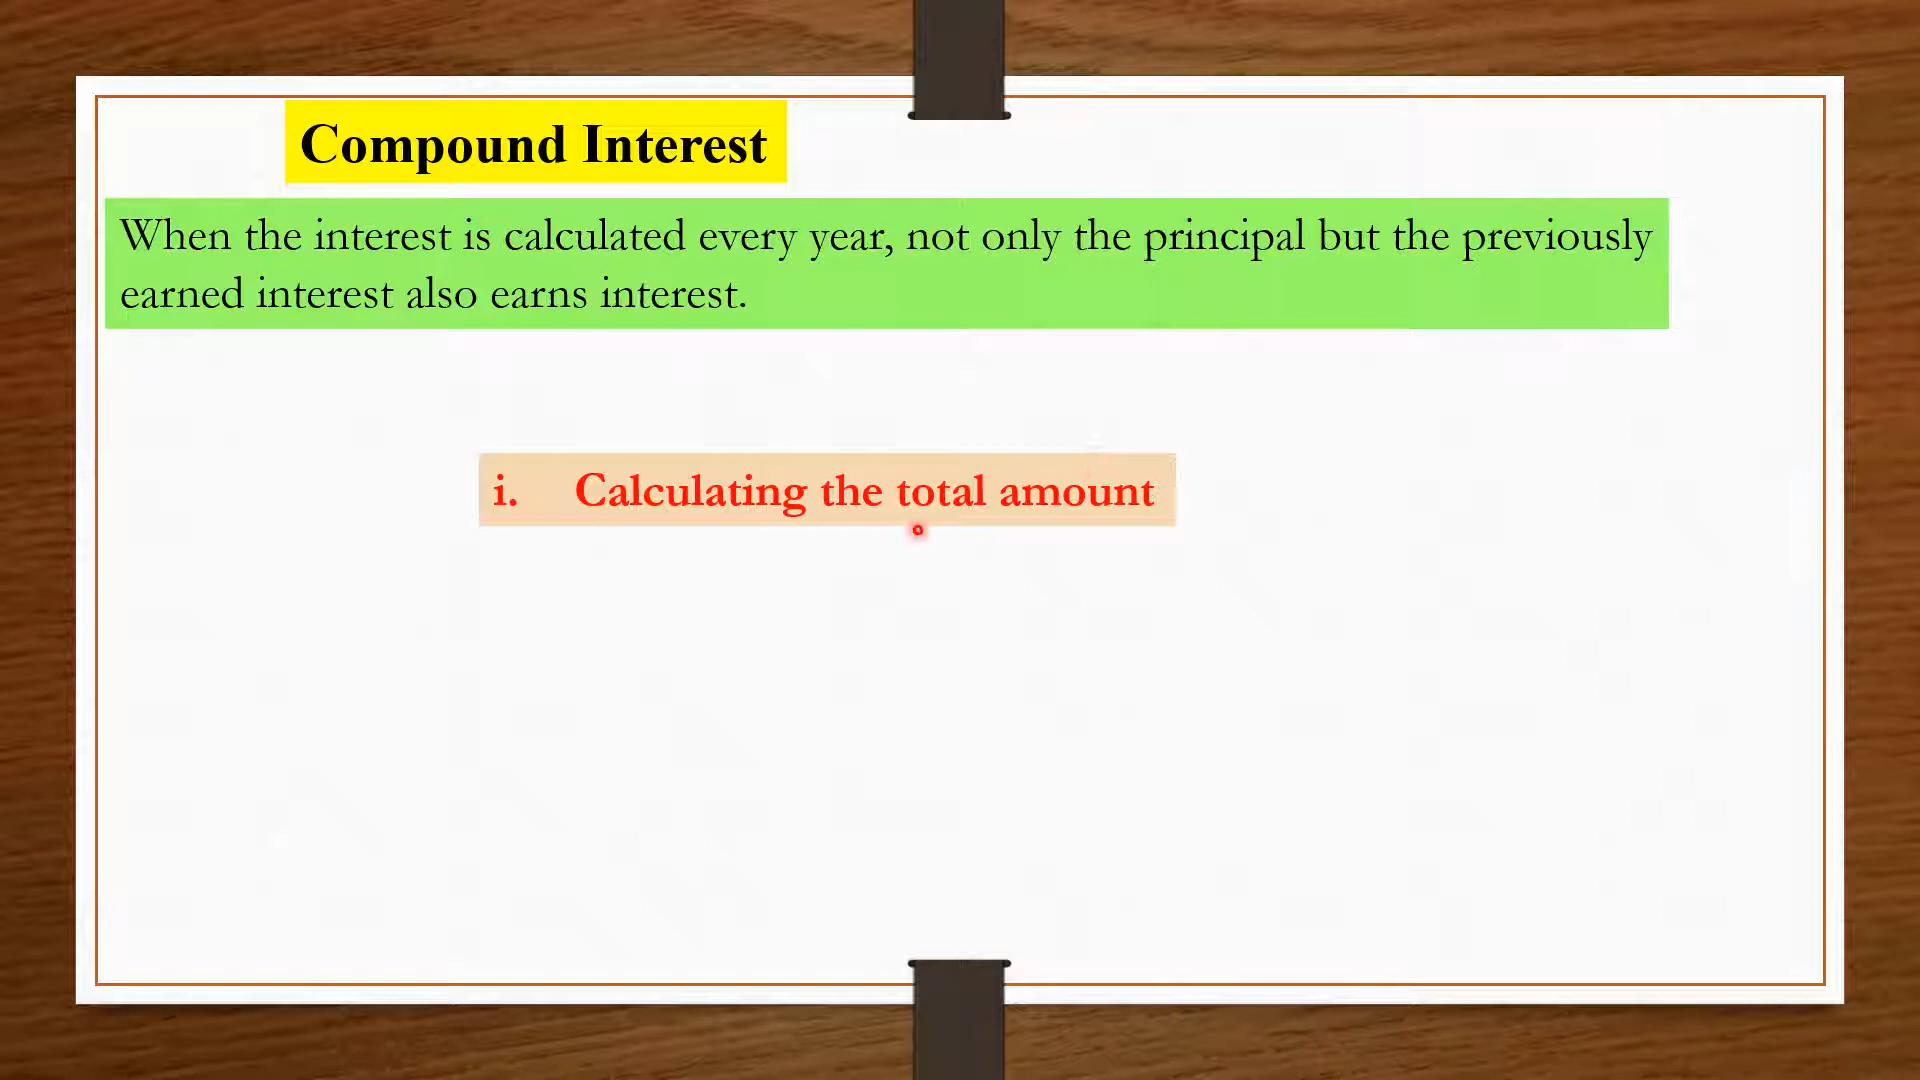 Compound Interest
When the interest is calculated every year, not only the principal but the previously
earned interest also earns interest.
i. Calculating the total amount